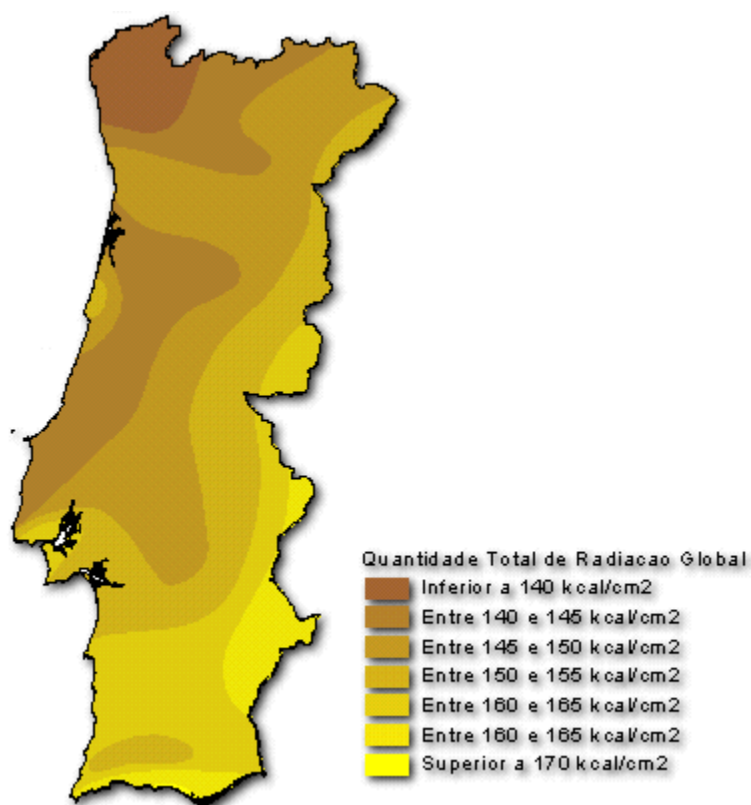 Quantidade Total de Radiacao Global
Inferior a 140 kcal/cm2
Entre 140 e 145 kcal/cm2
Entre 145 e 150 kcal/cm2
Entre 150 e 155 kcal/cm2
Entre 160 e 165 kcal/cm2
Entre 160 e 165 kcal/cm2
Superior a 170 kcal/cm2